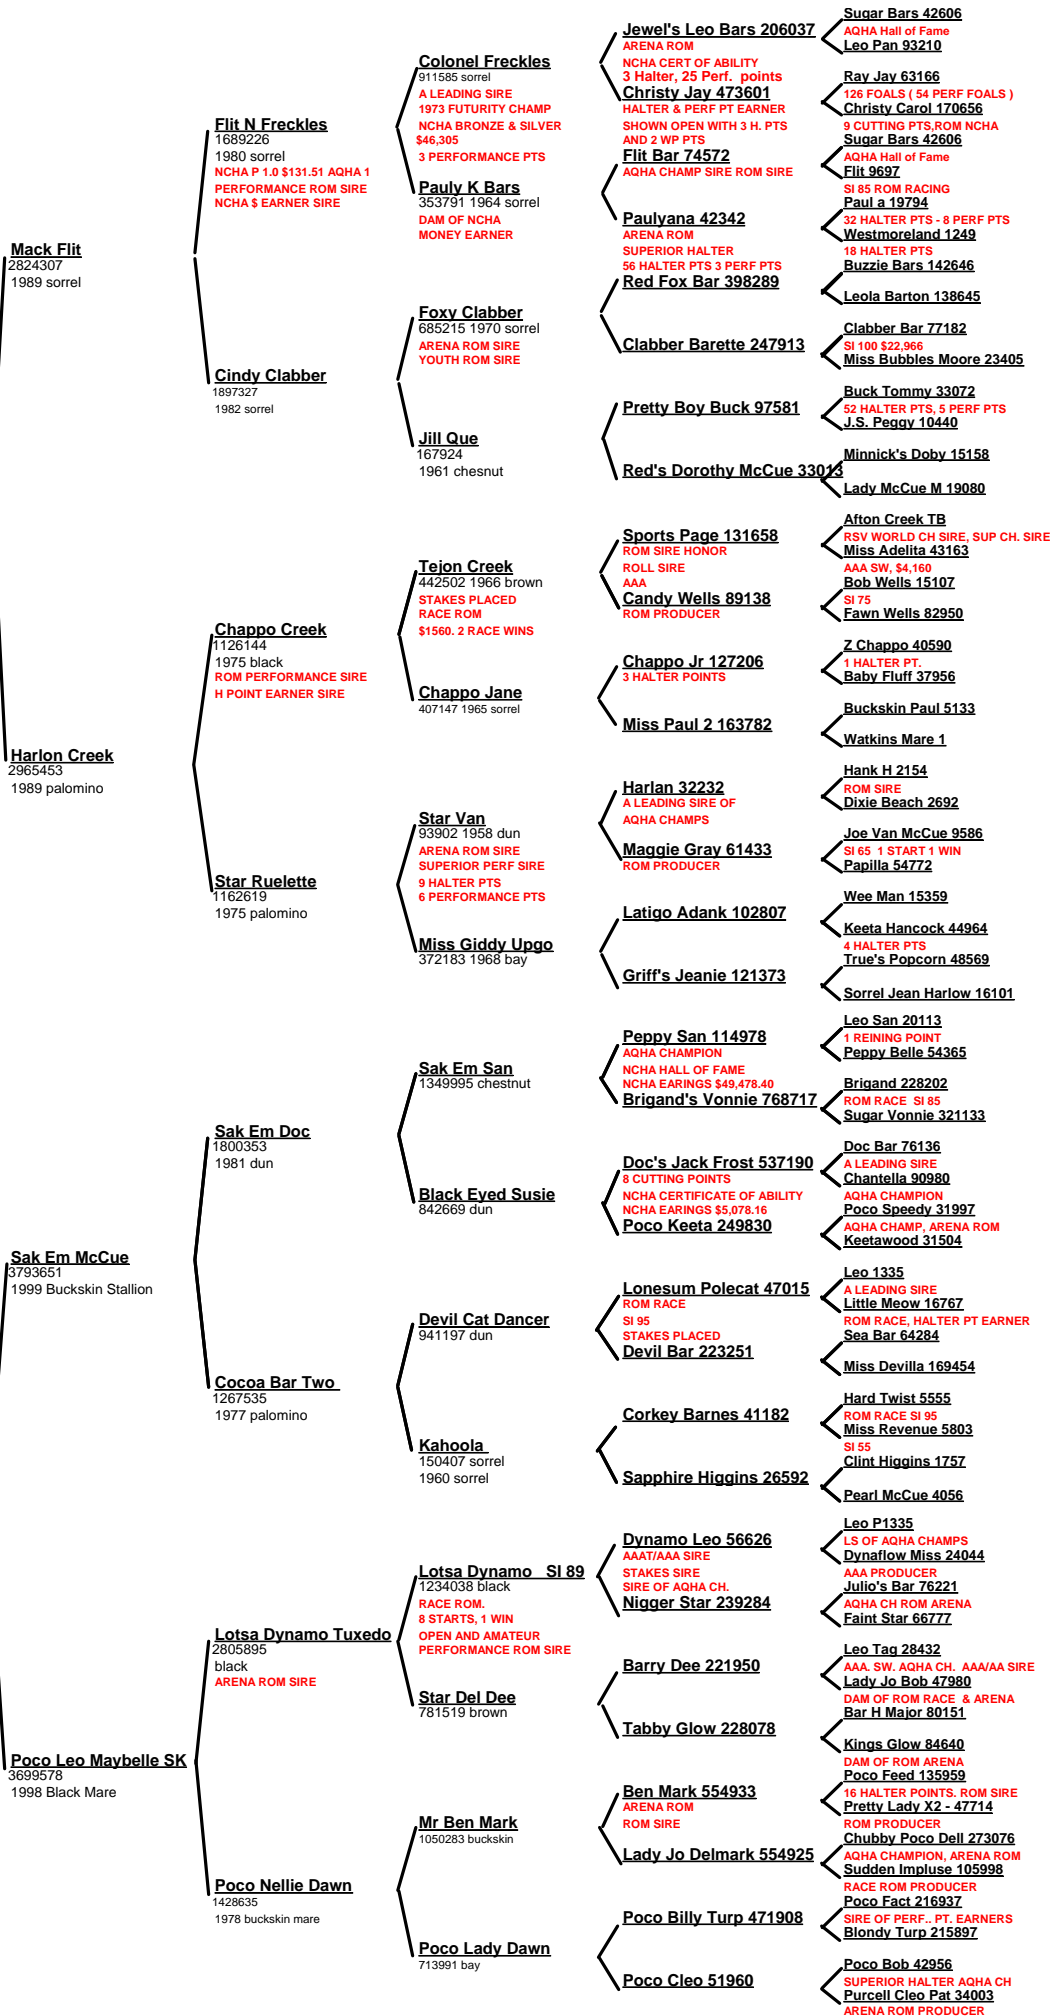 Mack Flit
2824307
1989 sorrel
Harlon Creek
2965453
1989 palomino
Sak Em McCue
3793651
1999 Buckskin Stallion
Poco Leo Maybelle SK
3699578
1998 Black Mare
Flit N Freckles
1689226
1980 sorrel
NCHA P 1.0 $131.51 AQHA 1
PERFORMANCE ROM SIRE
NCHA $ EARNER SIRE
Cindy Clabber
1897327
1982 sorrel
Chappo Creek
1126144
1975 black
ROM PERFORMANCE SIRE
H POINT EARNER SIRE
Star Ruelette
1162619
1975 palomino
Sak Em Doc
1800353
1981 dun
Cocoa Bar Two
1267535
1977 palomino
Lotsa Dynamo Tuxedo
2805895
black
ARENA ROM SIRE
Poco Nellie Dawn
1428635
1978 buckskin mare
Colonel Freckles
911585 sorrel
A LEADING SIRE
1973 FUTURITY CHAMP
NCHA BRONZE & SILVER
$46,305
3 PERFORMANCE PTS
Pauly K Bars
353791 1964 sorrel
DAM OF NCHA
MONEY EARNER
Foxy Clabber
685215 1970 sorrel
ARENA ROM SIRE
YOUTH ROM SIRE
Jill Que
167924
1961 chesnut
Tejon Creek
442502 1966 brown
STAKES PLACED
RACE ROM
$1560. 2 RACE WINS
Chappo Jane
407147 1965 sorrel
Star Van
93902 1958 dun
ARENA ROM SIRE
SUPERIOR PERF SIRE
9 HALTER PTS
6 PERFORMANCE PTS
Miss Giddy Upgo
372183 1968 bay
Sak Em San
1349995 chestnut
Black Eyed Susie
842669 dun
Devil Cat Dancer
941197 dun
Kahoola
150407 sorrel
1960 sorrel
Lotsa Dynamo SI 89
1234038 black
RACE ROM.
8 STARTS, 1 WIN
OPEN AND AMATEUR
PERFORMANCE ROM SIRE
Star Del Dee
781519 brown
Mr Ben Mark
1050283 buckskin
Poco Lady Dawn
713991 bay
Jewel's Leo Bars 206037
ARENA ROM
NCHA CERT OF ABILITY
3 Halter, 25 Perf. points
Christy Jay 473601
HALTER & PERF PT EARNER
SHOWN OPEN WITH 3 H. PTS
AND 2 WP PTS
Flit Bar 74572
AQHA CHAMP SIRE ROM SIRE
Paulyana 42342
ARENA ROM
SUPERIOR HALTER
56 HALTER PTS 3 PERF PTS
Red Fox Bar 398289
Clabber Barette 247913
Pretty Boy Buck 97581
Red's Dorothy McCue 33013
Sports Page 131658
ROM SIRE HONOR
ROLL SIRE
AAA
Candy Wells 89138
ROM PRODUCER
Chappo Jr 127206
3 HALTER POINTS
Miss Paul 2 163782
Harlan 32232
A LEADING SIRE OF
AQHA CHAMPS
Maggie Gray 61433
ROM PRODUCER
Latigo Adank 102807
Griff's Jeanie 121373
Peppy San 114978
AQHA CHAMPION
NCHA HALL OF FAME
NCHA EARINGS $49,478.40
Brigand's Vonnie 768717
Doc's Jack Frost 537190
8 CUTTING POINTS
NCHA CERTIFICATE OF ABILITY
NCHA EARINGS $5,078.16
Poco Keeta 249830
Lonesum Polecat 47015
ROM RACE
SI 95
STAKES PLACED
Devil Bar 223251
Corkey Barnes 41182
Sapphire Higgins 26592
Dynamo Leo 56626
AAAT/AAA SIRE
STAKES SIRE
SIRE OF AQHA CH.
Nigger Star 239284
Barry Dee 221950
Tabby Glow 228078
Ben Mark 554933
ARENA ROM
ROM SIRE
Lady Jo Delmark 554925
Poco Billy Turp 471908
Poco Cleo 51960
Sugar Bars 42606
AQHA Hall of Fame
Leo Pan 93210
Ray Jay 63166
126 FOALS ( 54 PERF FOALS )
Christy Carol 170656
9 CUTTING PTS,ROM NCHA
Sugar Bars 42606
AQHA Hall of Fame
Flit 9697
SI 85 ROM RACING
Paul a 19794
32 HALTER PTS - 8 PERF PTS
Westmoreland 1249
18 HALTER PTS
Buzzie Bars 142646
Leola Barton 138645
Clabber Bar 77182
SI 100 $22,966
Miss Bubbles Moore 23405
Buck Tommy 33072
52 HALTER PTS, 5 PERF PTS
J.S. Peggy 10440
Minnick's Doby 15158
Lady McCue M 19080
Afton Creek TB
RSV WORLD CH SIRE, SUP CH. SIRE
Miss Adelita 43163
AAA SW, $4,160
Bob Wells 15107
SI 75
Fawn Wells 82950
Z Chappo 40590
1 HALTER PT.
Baby Fluff 37956
Buckskin Paul 5133
Watkins Mare 1
Hank H 2154
ROM SIRE
Dixie Beach 2692
Joe Van McCue 9586
SI 65 1 START 1 WIN
Papilla 54772
Wee Man 15359
Keeta Hancock 44964
4 HALTER PTS
True's Popcorn 48569
Sorrel Jean Harlow 16101
Leo San 20113
1 REINING POINT
Peppy Belle 54365
Brigand 228202
ROM RACE SI 85
Sugar Vonnie 321133
Doc Bar 76136
A LEADING SIRE
Chantella 90980
AQHA CHAMPION
Poco Speedy 31997
AQHA CHAMP, ARENA ROM
Keetawood 31504
Leo 1335
A LEADING SIRE
Little Meow 16767
ROM RACE, HALTER PT EARNER
Sea Bar 64284
Miss Devilla 169454
Hard Twist 5555
ROM RACE SI 95
Miss Revenue 5803
SI 55
Clint Higgins 1757
Pearl McCue 4056
Leo P1335
LS OF AQHA CHAMPS
Dynaflow Miss 24044
AAA PRODUCER
Julio's Bar 76221
AQHA CH ROM ARENA
Faint Star 66777
Leo Tag 28432
AAA. SW. AQHA CH. AAA/AA SIRE
Lady Jo Bob 47980
DAM OF ROM RACE & ARENA
Bar H Major 80151
Kings Glow 84640
DAM OF ROM ARENA
Poco Feed 135959
16 HALTER POINTS. ROM SIRE
Pretty Lady X2 - 47714
ROM PRODUCER
Chubby Poco Dell 273076
AQHA CHAMPION, ARENA ROM
Sudden Impluse 105998
RACE ROM PRODUCER
Poco Fact 216937
SIRE OF PERF.. PT. EARNERS
Blondy Turp 215897
Poco Bob 42956
SUPERIOR HALTER AQHA CH
Purcell Cleo Pat 34003
ARENA ROM PRODUCER